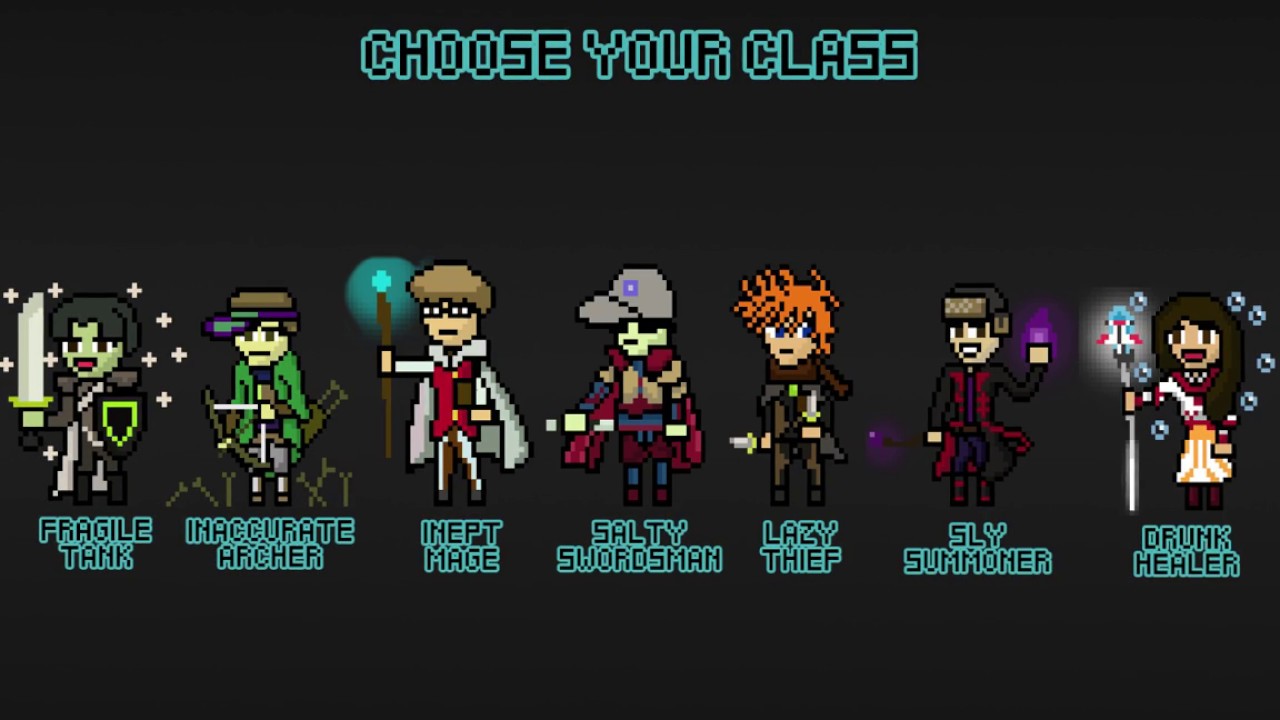 CHOOSE YOUR CLASS
FRAGILE
TANK
INACCURATE
ARCHER
INEPT
MAGE
SALTY
SWORDSMAN
LAZY
THIEF
SLY
SUMMONER
DRUNK
HEALER